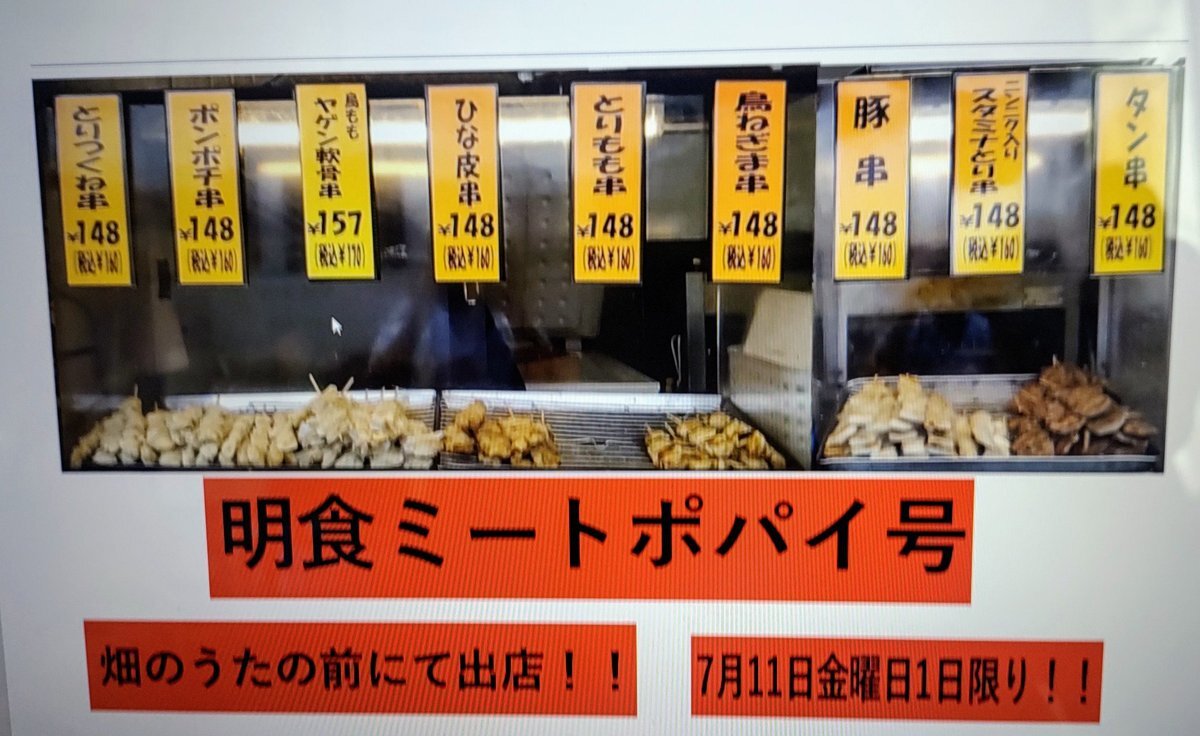 とりつくね串
¥148
(税込¥160)
ボンボチ串
¥148
(税込¥160)
鳥もも
ヤゲン軟骨串
¥157
(税込¥170)
ひな皮串
¥148
(税込¥160)
とりもも串
¥148
(税込¥160)
鳥ねぎま串
¥148
(税込¥160)
豚串
¥148
(税込¥160)
ニンニク入り
スタミナとり串
¥148
(税込¥160)
タン串
¥148
(税込¥160)
明食ミートポパイ号
畑のうたの前にて出店！！
7月11日金曜日1日限り！！